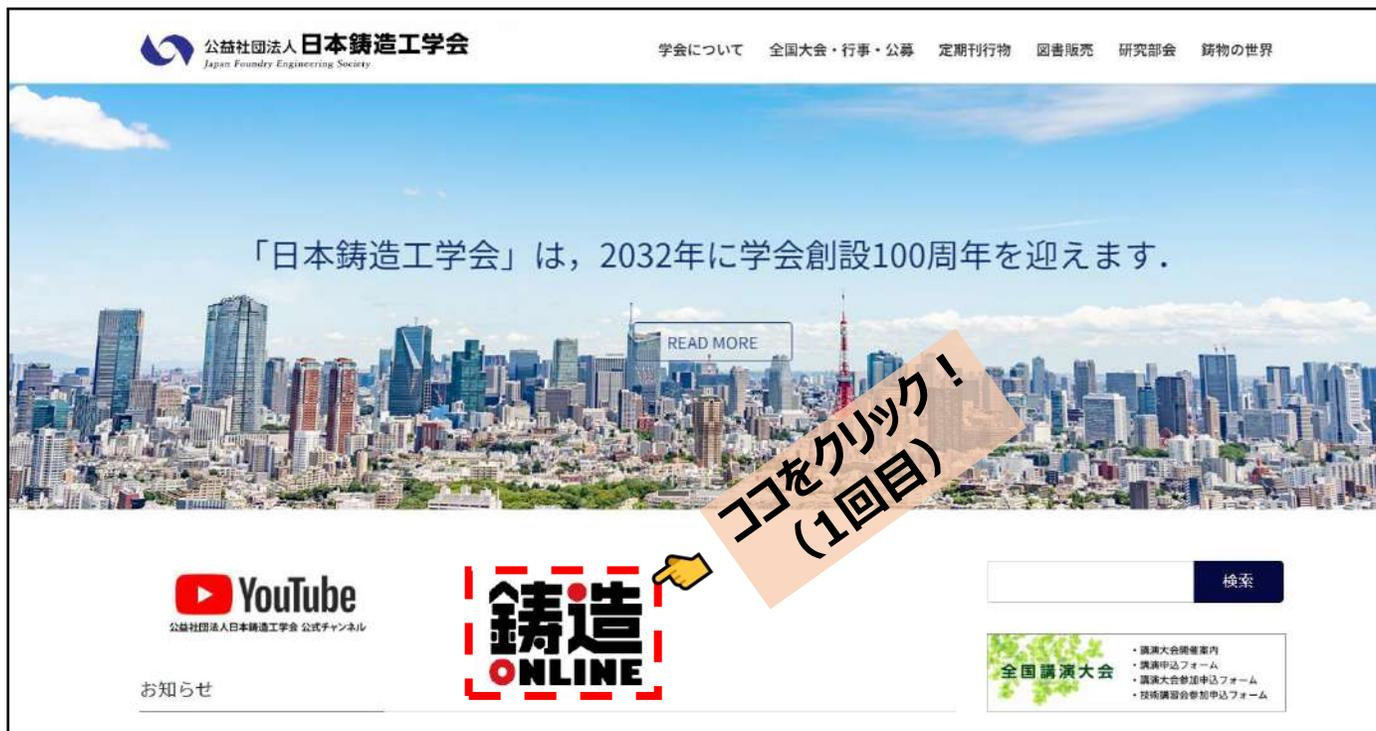 公益社団法人 日本鋳造工学会
Japan Foundry Engineering Society
学会について 全国大会・行事・公募 定期刊行物 図書販売 研究部会 鋳物の世界
「日本鋳造工学会」は，2032年に学会創設100周年を迎えます．
READ MORE
ココをクリック！
（1回目）
YouTube
公益社団法人日本鋳造工学会 公式チャンネル
鋳造
ONLINE
検索
お知らせ
全国講演大会
・講演大会開催案内
・講演申込フォーム
・講演大会参加申込フォーム
・技術講習会参加申込フォーム